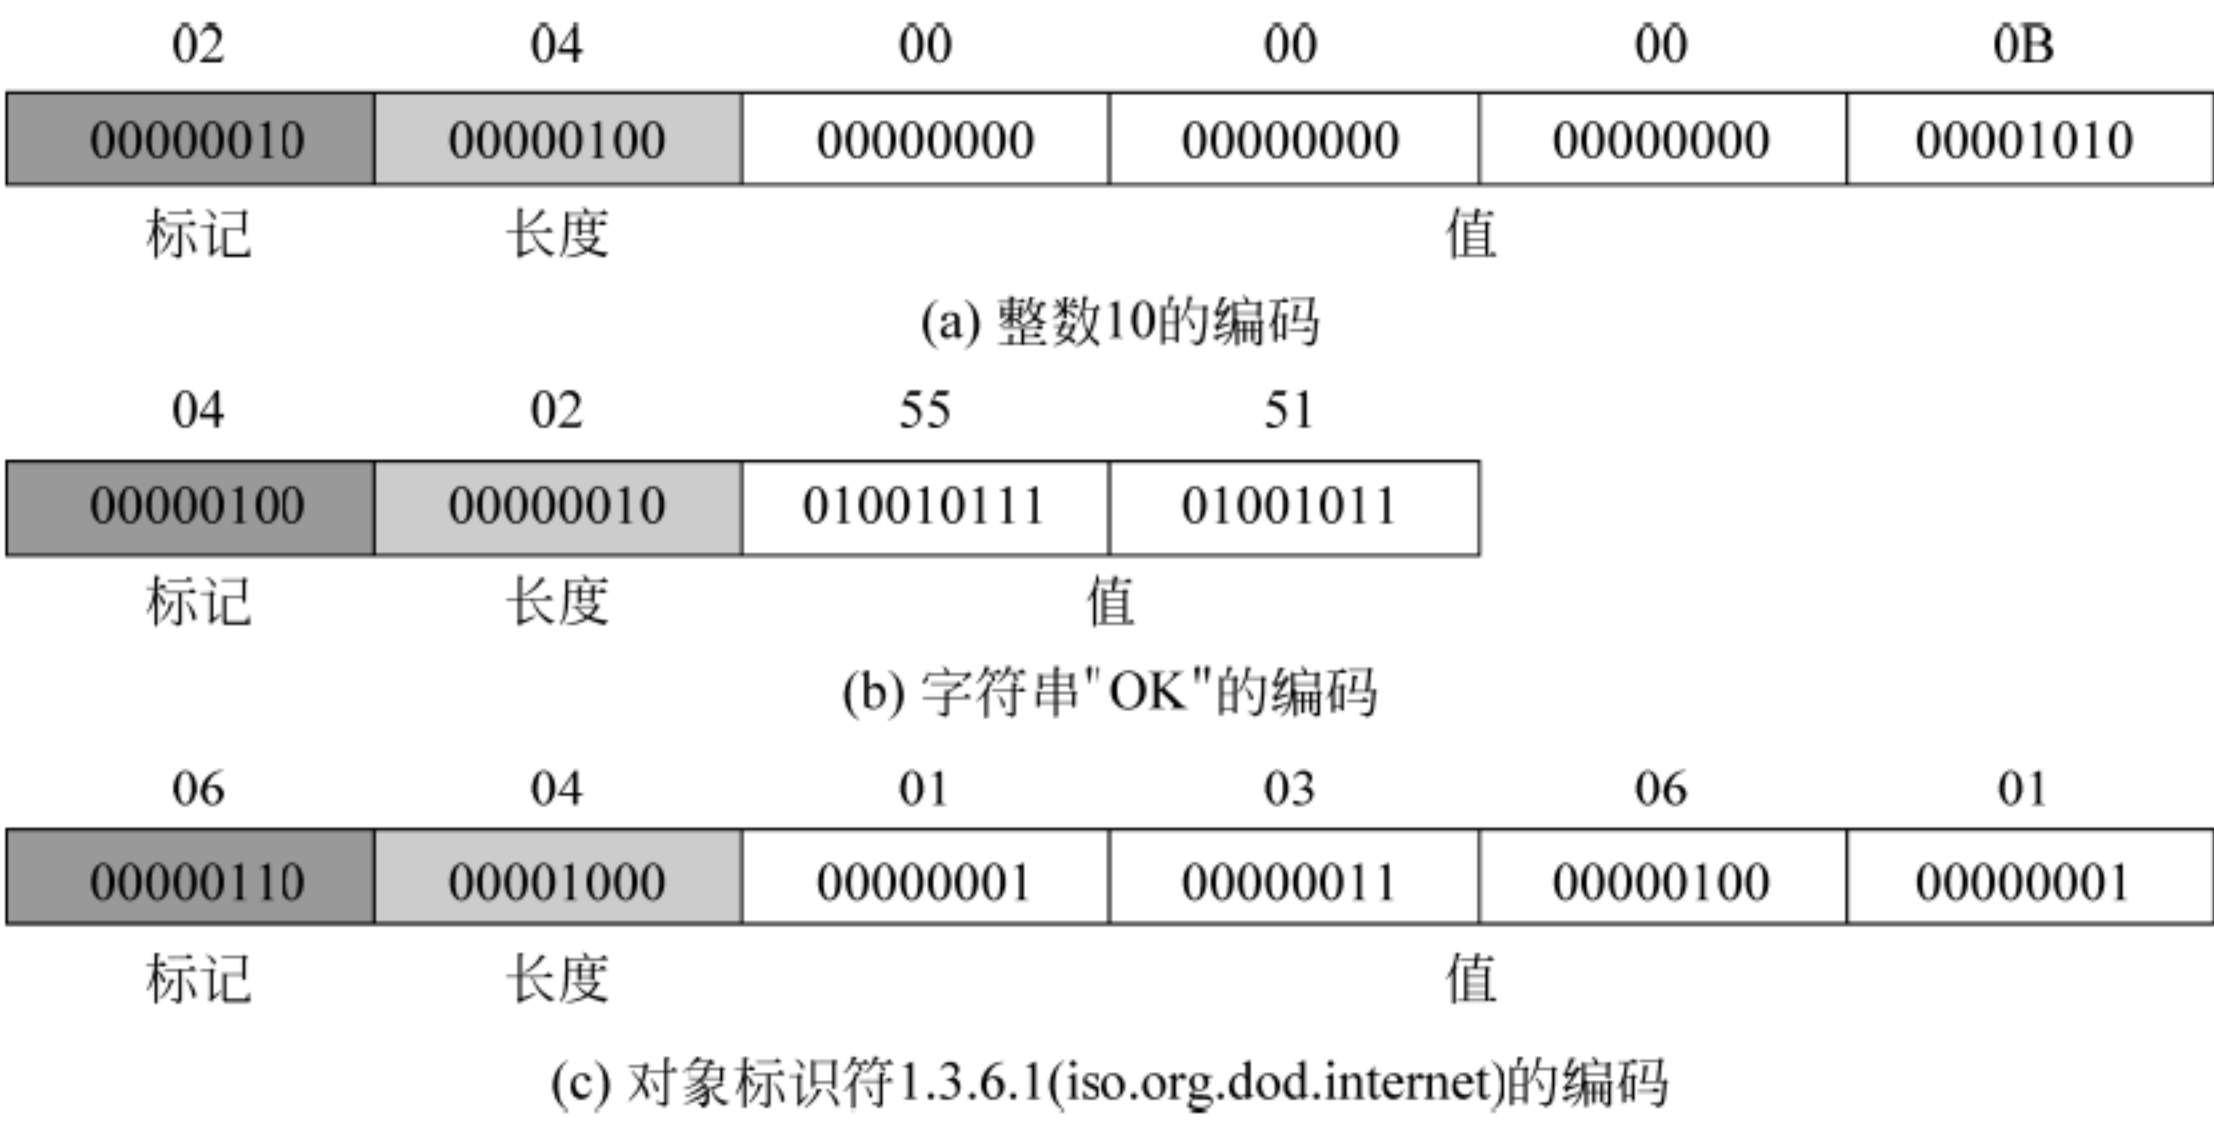 02 04 00 00 00 0B
00000010 00000100 00000000 00000000 00000000 00001010
标记 长度 值
(a) 整数10的编码
04 02 55 51
00000100 00000010 010010111 01001011
标记 长度 值
(b) 字符串"OK"的编码
06 04 01 03 06 01
00000110 00001000 00000001 00000011 00000100 00000001
标记 长度 值
(c) 对象标识符1.3.6.1(iso.org.dod.internet)的编码